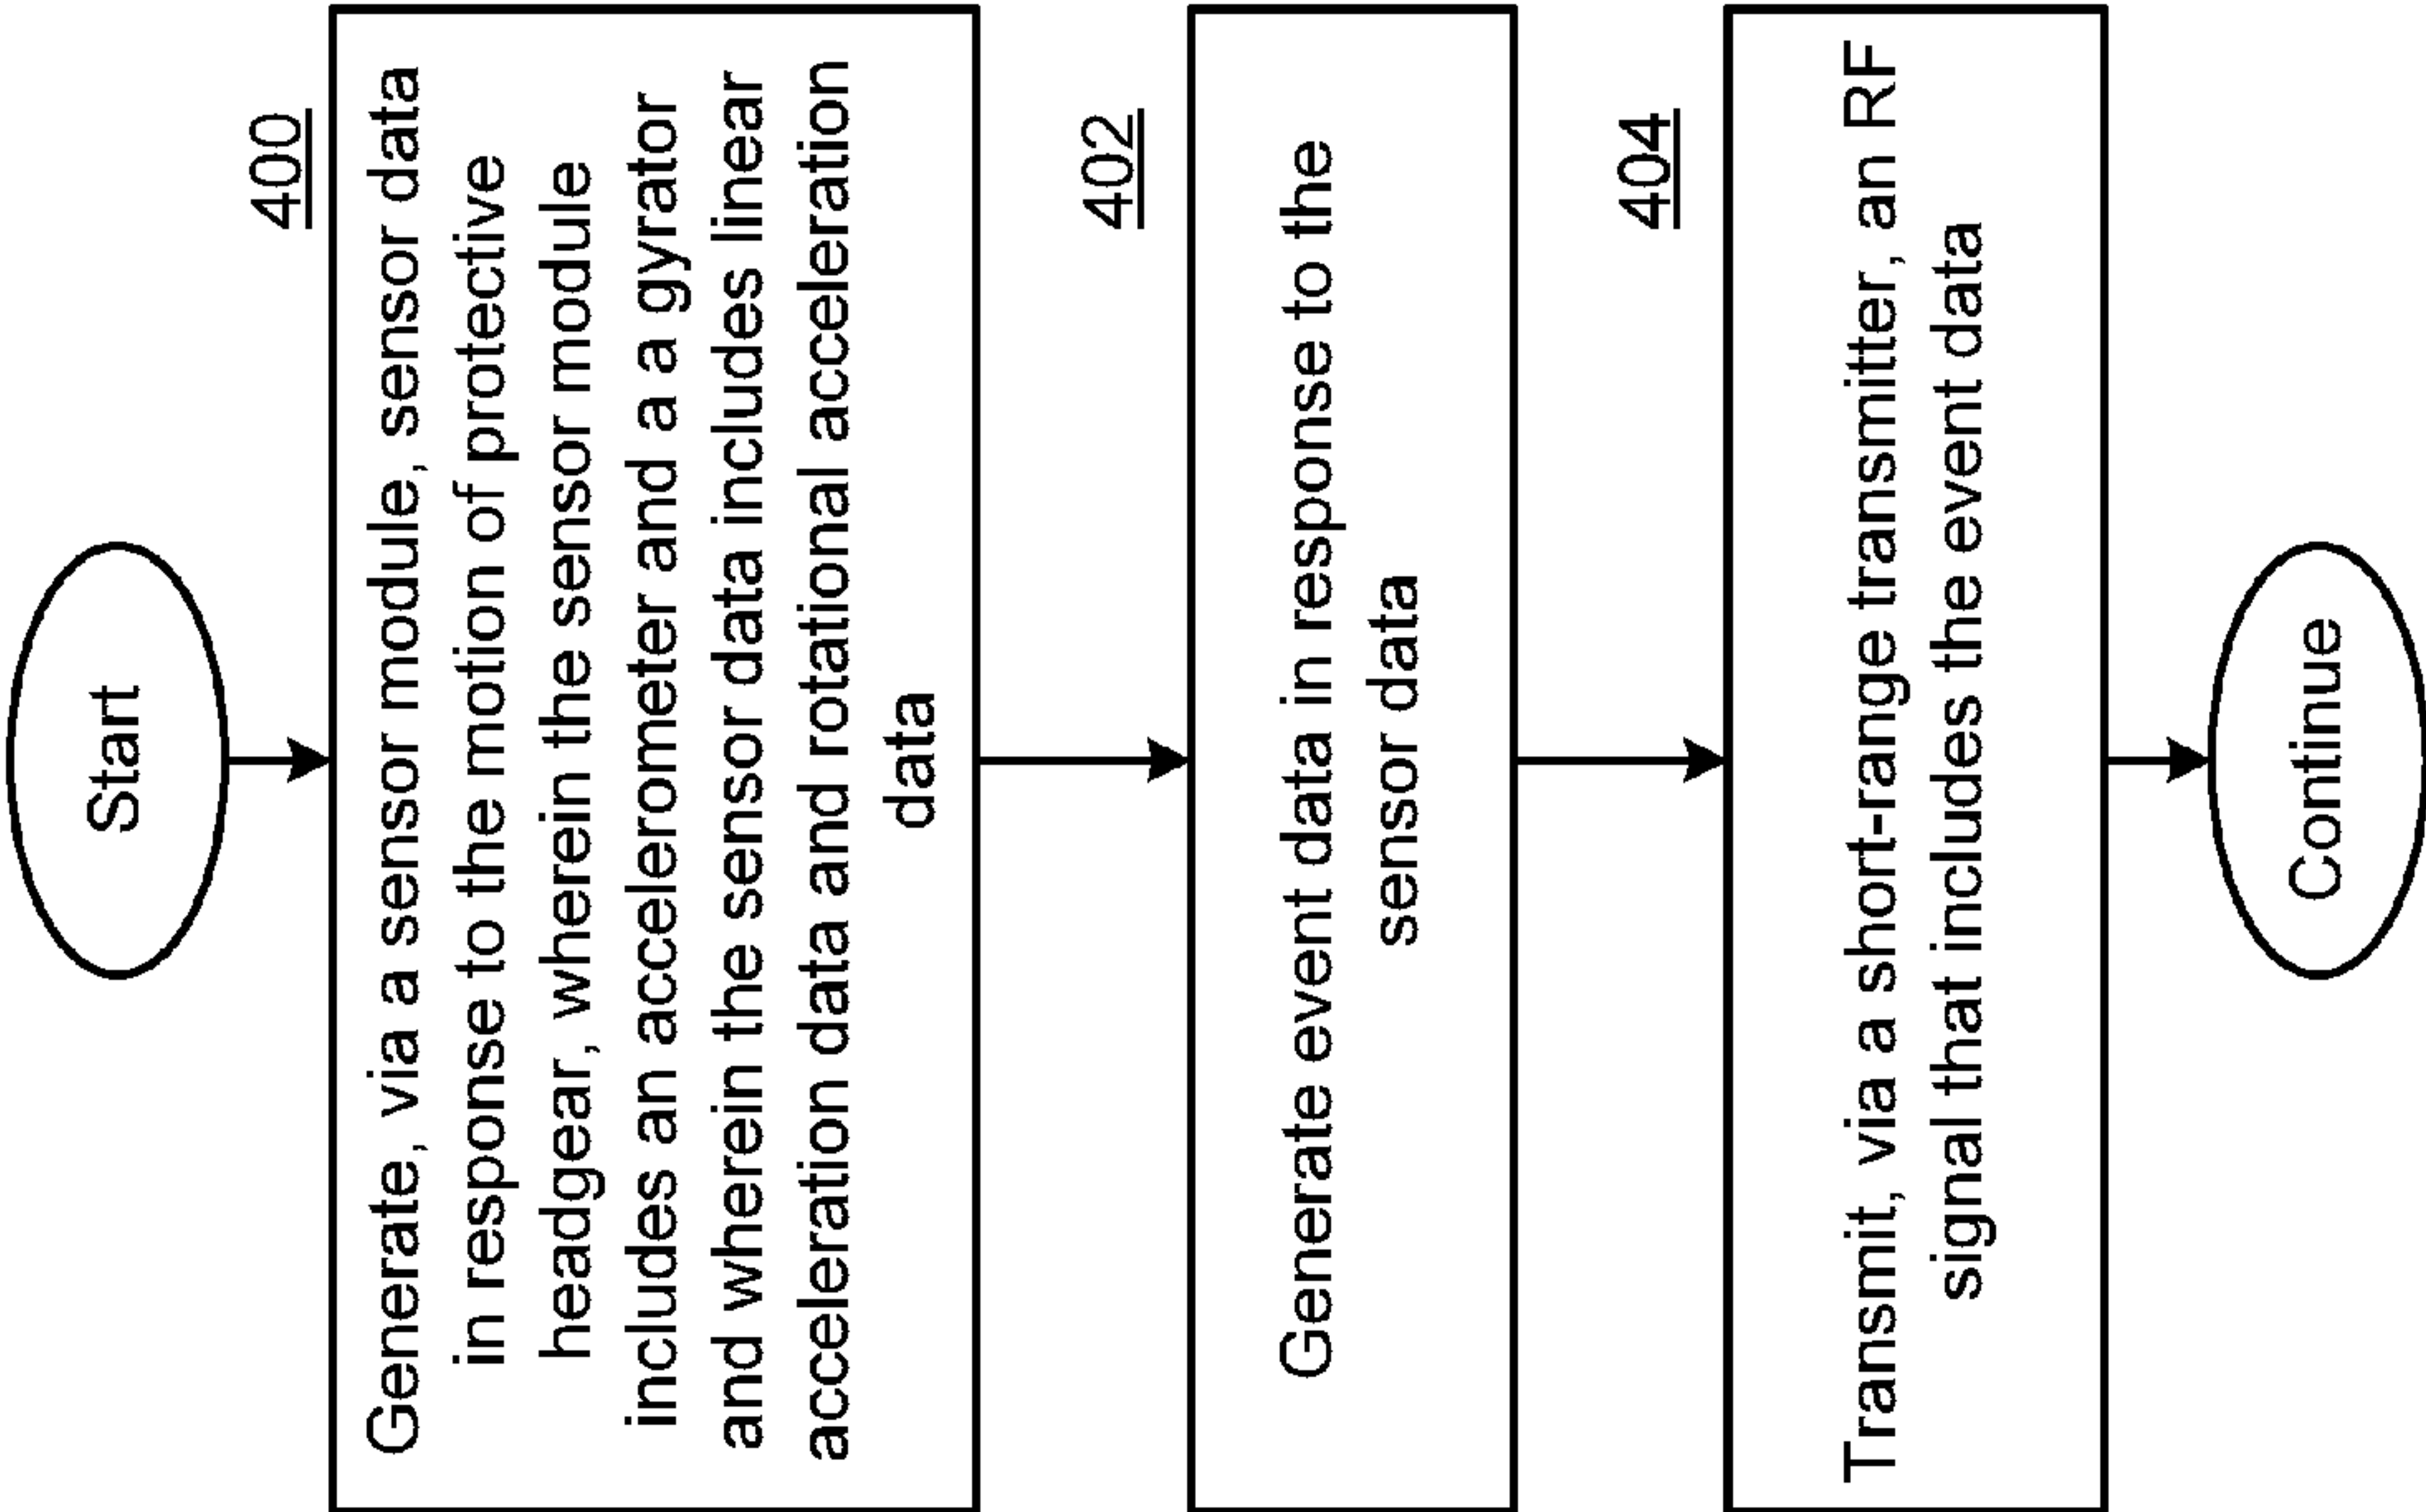 Start
400
Generate, via a sensor module, sensor data
in response to the motion of protective
headgear, wherein the sensor module
includes an accelerometer and a a gyrator
and wherein the sensor data includes linear
acceleration data and rotational acceleration
data
402
Generate event data in response to the
sensor data
404
Transmit, via a short-range transmitter, an RF
signal that includes the event data
Continue